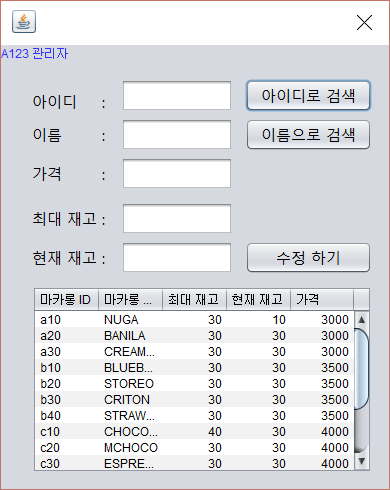 A123 관리자
아이디 : 아이디로 검색
이름 : 이름으로 검색
가격 :
최대 재고 :
현재 재고 : 수정 하기
마카롱 ID 마카롱 ... 최대 재고 현재 재고 가격
a10 NUGA 30 10 3000
a20 BANILA 30 30 3000
a30 CREAM... 30 30 3000
b10 BLUEB... 30 30 3500
b20 STOREO 30 30 3500
b30 CRITON 30 30 3500
b40 STRAW... 30 30 3500
c10 CHOCO... 40 30 4000
c20 MCHOCO 30 30 4000
c30 ESPRE... 30 30 4000